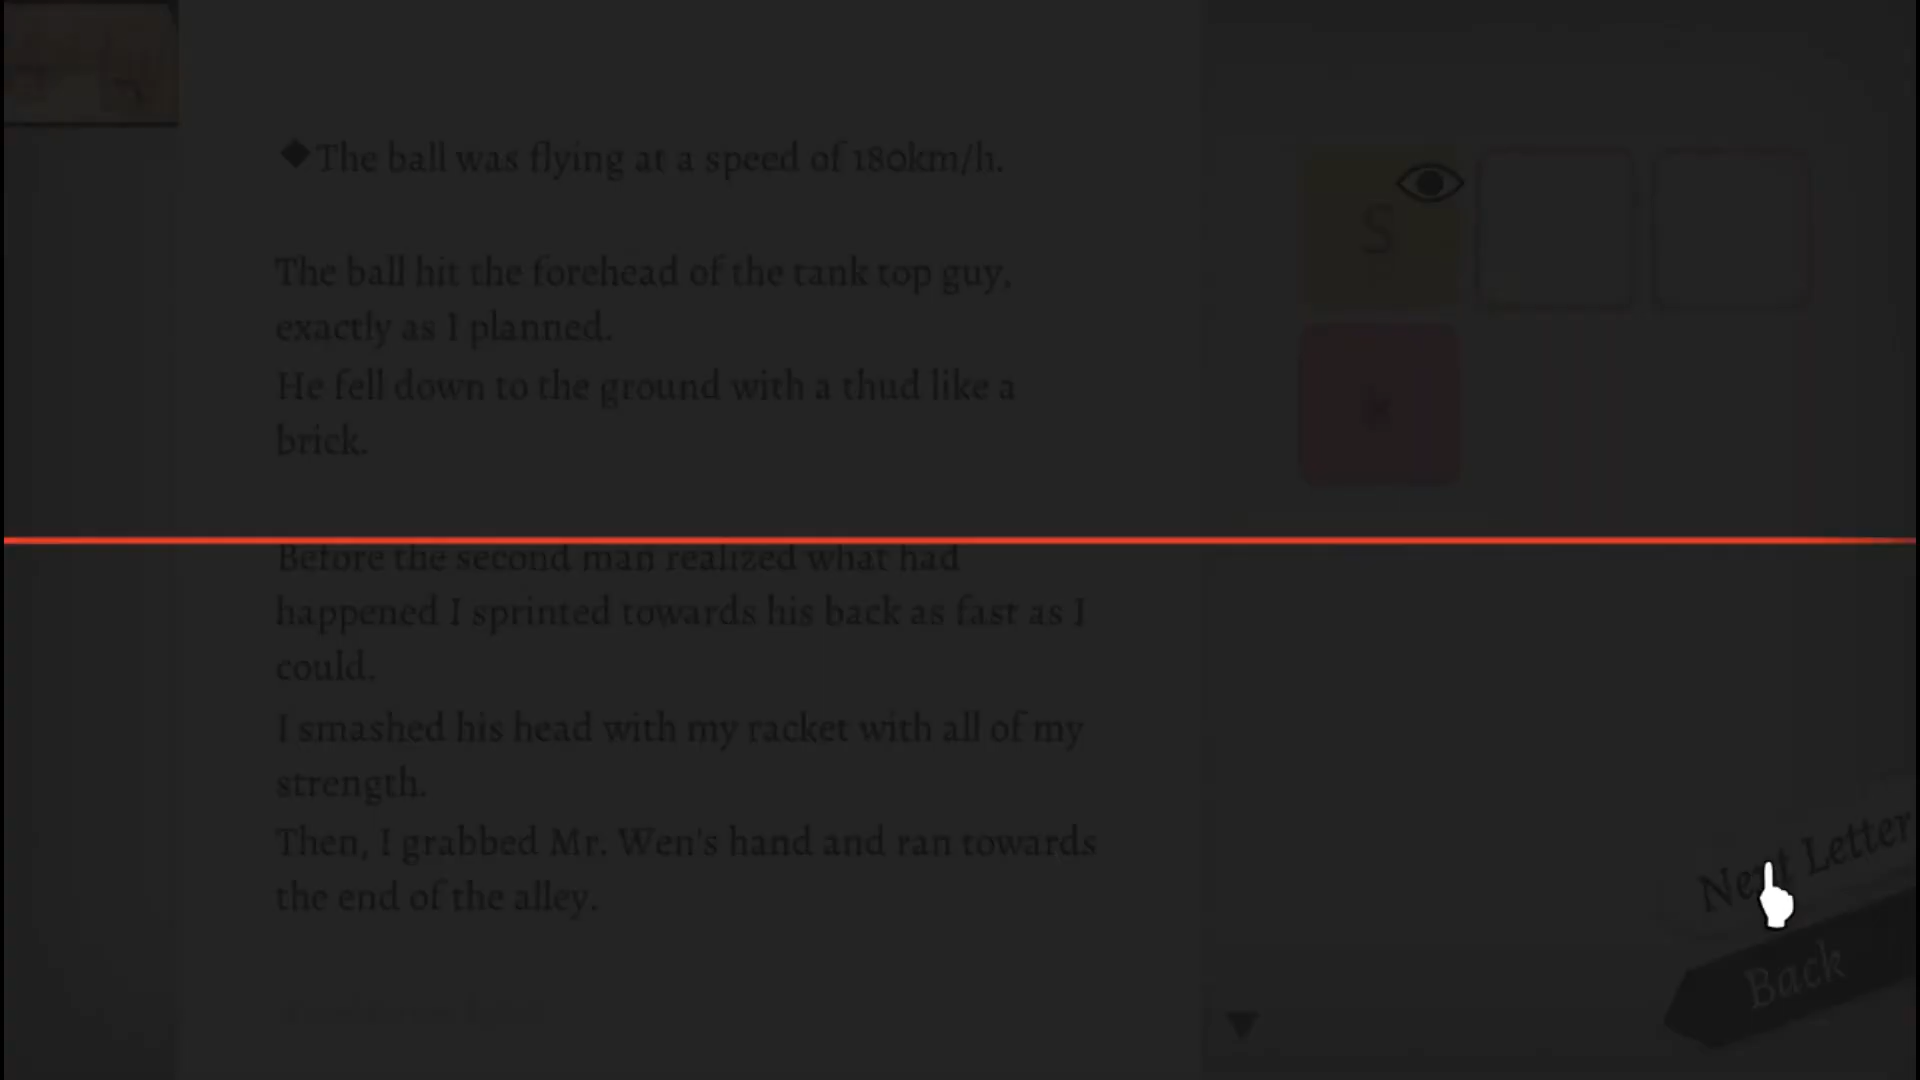 ◆The ball was flying at a speed of 180km/h.
The ball hit the forehead of the tank top guy,
exactly as I planned.
He fell down to the ground with a thud like a
brick.
Before the second man realized what had
happened I sprinted towards his back as fast as I
could.
I smashed his head with my racket with all of my
strength.
Then, I grabbed Mr. Wen's hand and ran towards
the end of the alley.
S
Next Letter
Back